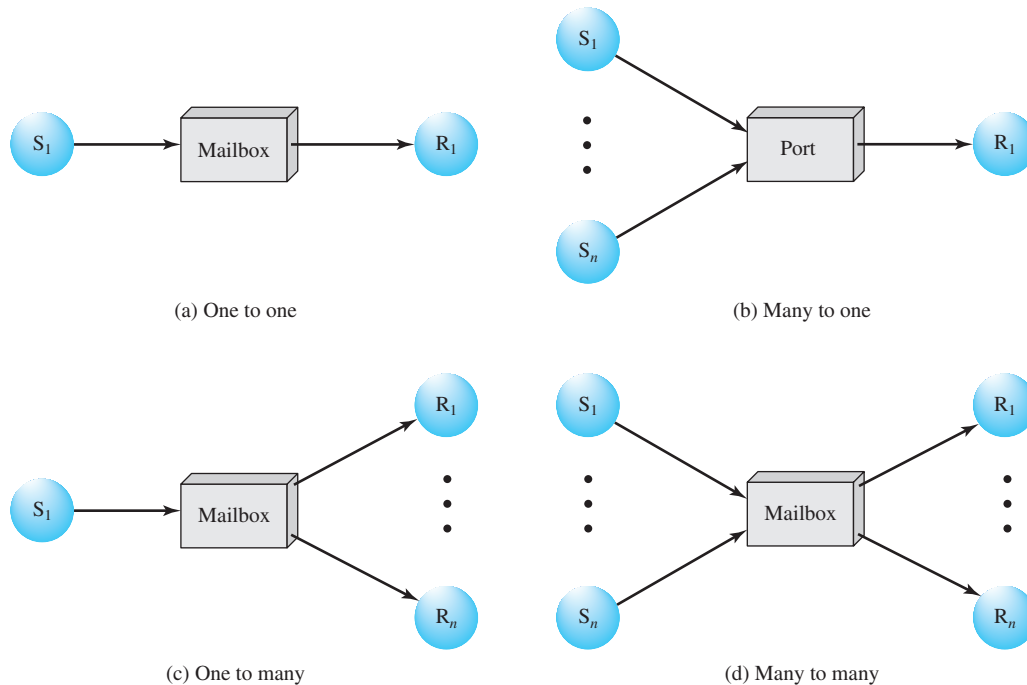 S1
Mailbox
R1
(a) One to one
S1
Sn
Port
R1
(b) Many to one
S1
Mailbox
R1
Rn
(c) One to many
S1
Sn
Mailbox
R1
Rn
(d) Many to many